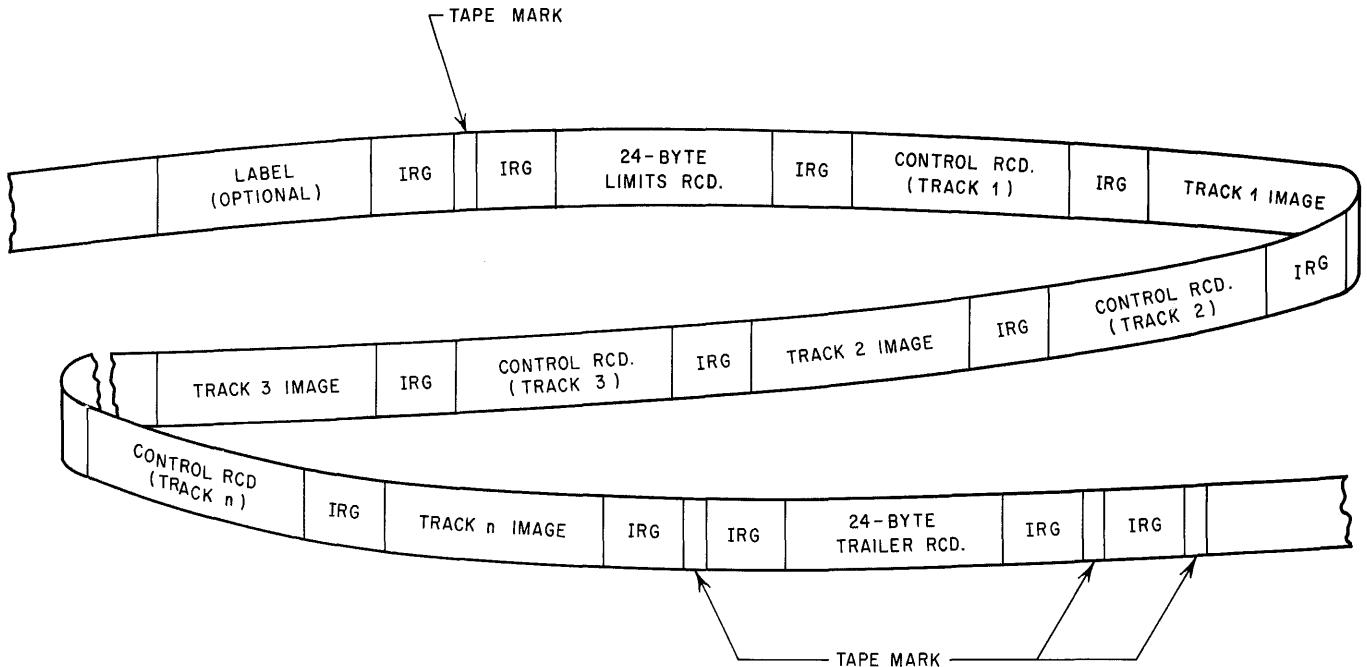 TAPE MARK
LABEL
(OPTIONAL)
IRG
IRG
24-BYTE
LIMITS RCD.
IRG
CONTROL RCD.
(TRACK 1)
IRG
TRACK 1 IMAGE
IRG
CONTROL RCD.
(TRACK 2)
IRG
TRACK 2 IMAGE
IRG
CONTROL RCD.
(TRACK 3)
IRG
TRACK 3 IMAGE
CONTROL RCD
(TRACK n)
IRG
TRACK n IMAGE
IRG
IRG
24-BYTE
TRAILER RCD.
IRG
IRG
TAPE MARK